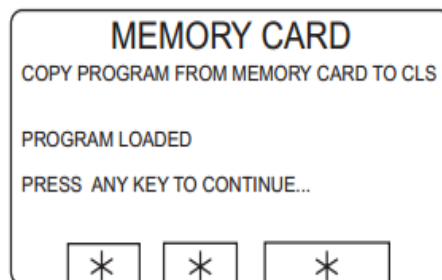 MEMORY CARD
COPY PROGRAM FROM MEMORY CARD TO CLS
PROGRAM LOADED
PRESS ANY KEY TO CONTINUE...
* * *